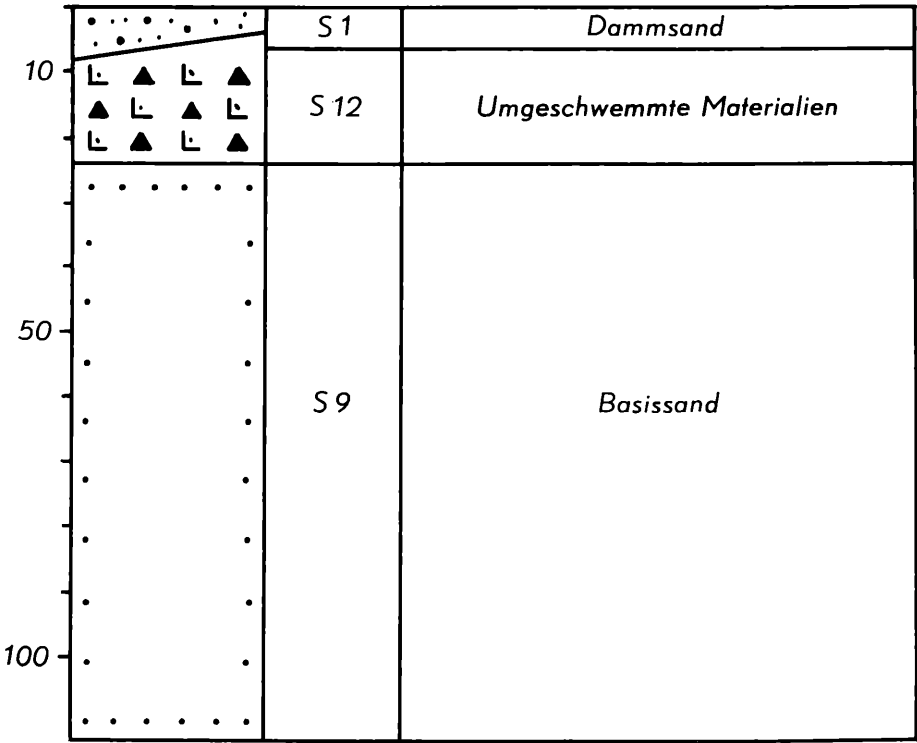 S 1 Dammsand
10
S 12 Umgeschwemmte Materialien
50
S 9 Basissand
100